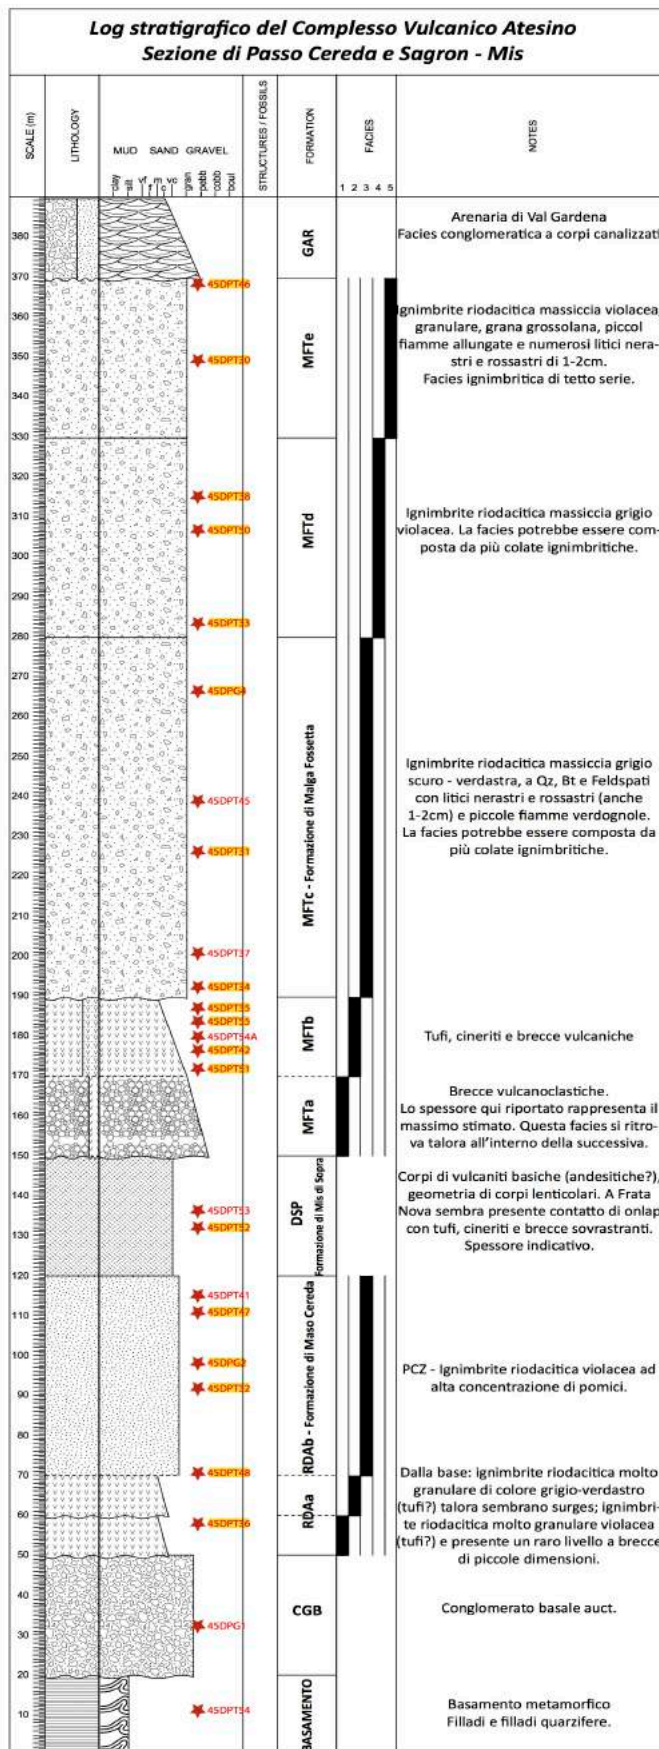 Log stratigrafico del Complesso Vulcanico Atesino
Sezione di Passo Cereda e Sagron - Mis
SCALE (m)
LITHOLOGY
MUD SAND GRAVEL
clay
silt
vf
f
m
c
vc
gran
pebb
cobb
boul
STRUCTURES / FOSSILS
FORMATION
FACIES
1 2 3 4 5
NOTES
380
370
360
350
340
330
320
310
300
290
280
270
260
250
240
230
220
210
200
190
180
170
160
150
140
130
120
110
100
90
80
70
60
50
40
30
20
10
45DPT46
45DPT30
45DPT38
45DPT50
45DPT33
45DPG4
45DPT45
45DPT31
45DPT37
45DPT34
45DPT35
45DPT55
45DPT54A
45DPT42
45DPT51
45DPT53
45DPT52
45DPT41
45DPT47
45DPG2
45DPT32
45DPT48
45DPT36
45DPG1
45DPT54
GAR
MFTe
MFTd
MFTc - Formazione di Malga Fossetta
MFTb
MFTa
DSP
Formazione di Mis di Sopra
RDAb - Formazione di Maso Cereda
RDAa
CGB
BASAMENTO
Arenaria di Val Gardena
Facies conglomeratica a corpi canalizzati
Ignimbrite riodacitica massiccia violacea,
granulare, grana grossolana, piccol
fiamme allungate e numerosi litici nera-
stri e rossastri di 1-2cm.
Facies ignimbritica di tetto serie.
Ignimbrite riodacitica massiccia grigio
violacea. La facies potrebbe essere com-
posta da più colate ignimbritiche.
Ignimbrite riodacitica massiccia grigio
scuro - verdastra, a Qz, Bt e Feldspati
con litici nerastri e rossastri (anche
1-2cm) e piccole fiamme verdognole.
La facies potrebbe essere composta da
più colate ignimbritiche.
Tufi, cineriti e brecce vulcaniche
Brecce vulcanoclastiche.
Lo spessore qui riportato rappresenta il
massimo stimato. Questa facies si ritro-
va talora all'interno della successiva.
Corpi di vulcaniti basiche (andesitiche?),
geometria di corpi lenticolari. A Frata
Nova sembra presente contatto di onlap
con tufi, cineriti e brecce sovrastranti.
Spessore indicativo.
PCZ - Ignimbrite riodacitica violacea ad
alta concentrazione di pomici.
Dalla base: ignimbrite riodacitica molto
granulare di colore grigio-verdastro
(tufi?) talora sembrano surges; ignimbri-
te riodacitica molto granulare violacea
(tufi?) e presente un raro livello a brecce
di piccole dimensioni.
Conglomerato basale auct.
Basamento metamorfico
Filladi e filladi quarzifere.